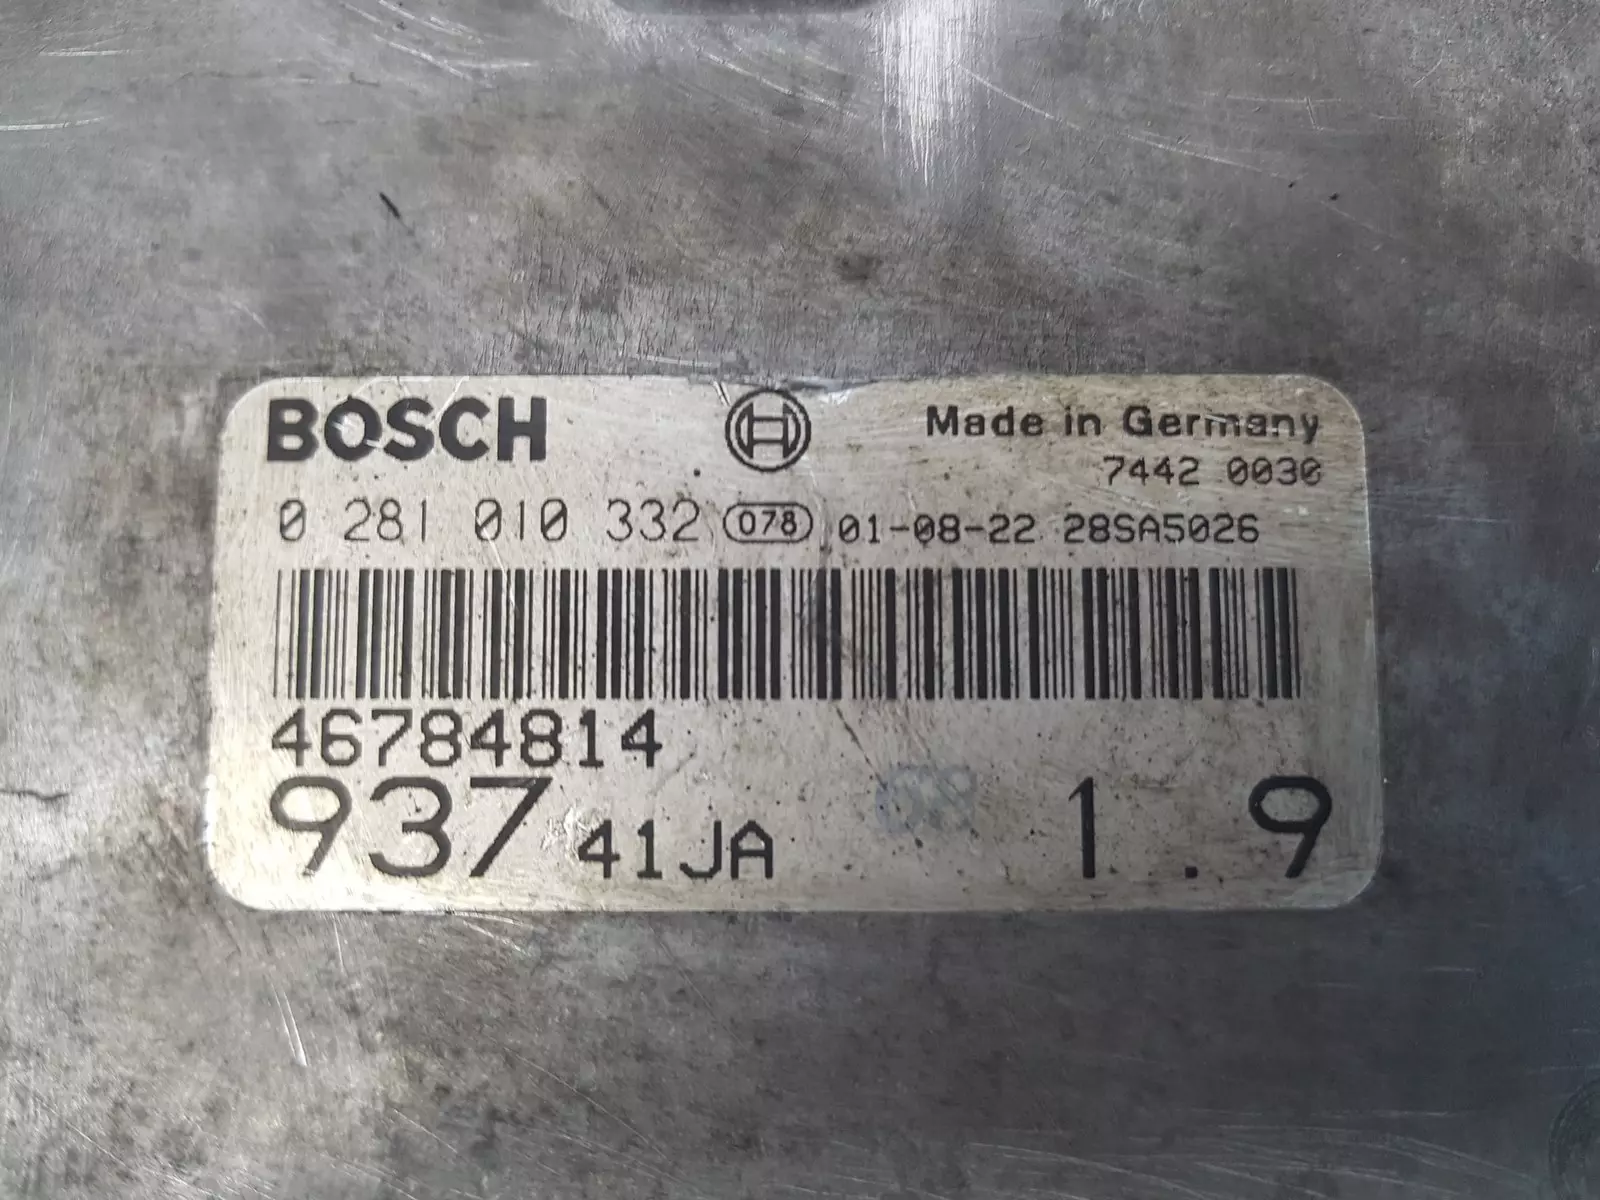 BOSCH
Made in Germany
7442 0030
0 281 010 332 078 01-08-22 28SA5026
46784814
937 41JA 1.9